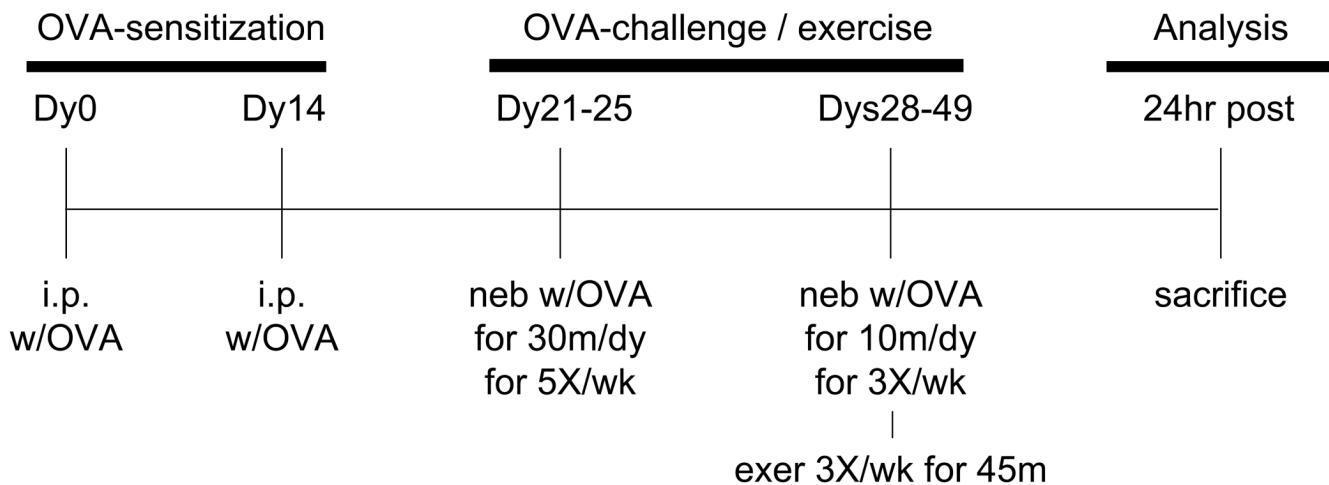 OVA-sensitization
OVA-challenge / exercise
Analysis
Dy0
Dy14
Dy21-25
Dys28-49
24hr post
i.p.
w/OVA
i.p.
w/OVA
neb w/OVA
for 30m/dy
for 5X/wk
neb w/OVA
for 10m/dy
for 3X/wk
exer 3X/wk for 45m
sacrifice